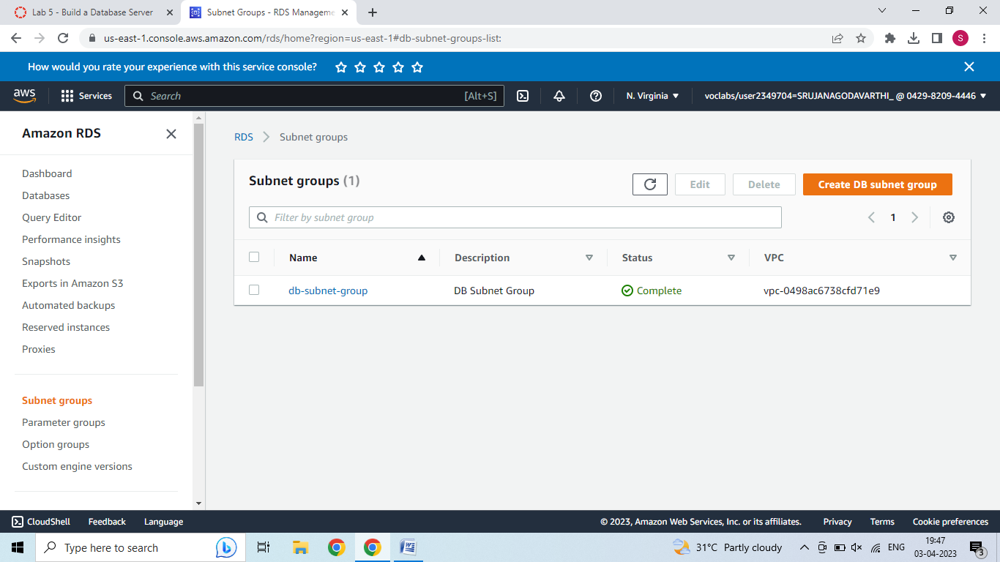 Lab 5 - Build a Database Server
Subnet Groups - RDS Manageme
us-east-1.console.aws.amazon.com/rds/home?region=us-east-1#db-subnet-groups-list:
S
How would you rate your experience with this service console?
aws
Services
Search
[Alt+S]
N. Virginia
voclabs/user2349704=SRUJANAGODAVARTHI_ @ 0429-8209-4446
Amazon RDS
Dashboard
Databases
Query Editor
Performance insights
Snapshots
Exports in Amazon S3
Automated backups
Reserved instances
Proxies
Subnet groups
Parameter groups
Option groups
Custom engine versions
RDS
Subnet groups
Subnet groups (1)
Edit
Delete
Create DB subnet group
Filter by subnet group
1
Name Description Status VPC
db-subnet-group DB Subnet Group Complete vpc-0498ac6738cfd71e9
CloudShell Feedback Language
© 2023, Amazon Web Services, Inc. or its affiliates. Privacy Terms Cookie preferences
Type here to search
31°C Partly cloudy
ENG
19:47
03-04-2023
3